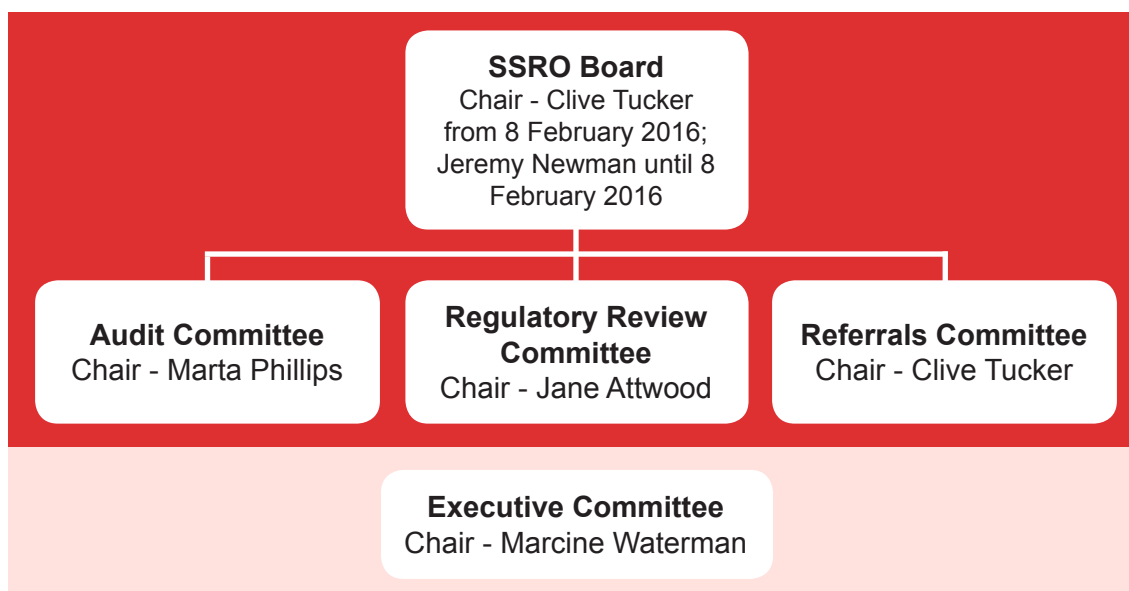 SSRO Board
Chair - Clive Tucker
from 8 February 2016;
Jeremy Newman until 8
February 2016
Audit Committee
Chair - Marta Phillips
Regulatory Review
Committee
Chair - Jane Attwood
Referrals Committee
Chair - Clive Tucker
Executive Committee
Chair - Marcine Waterman